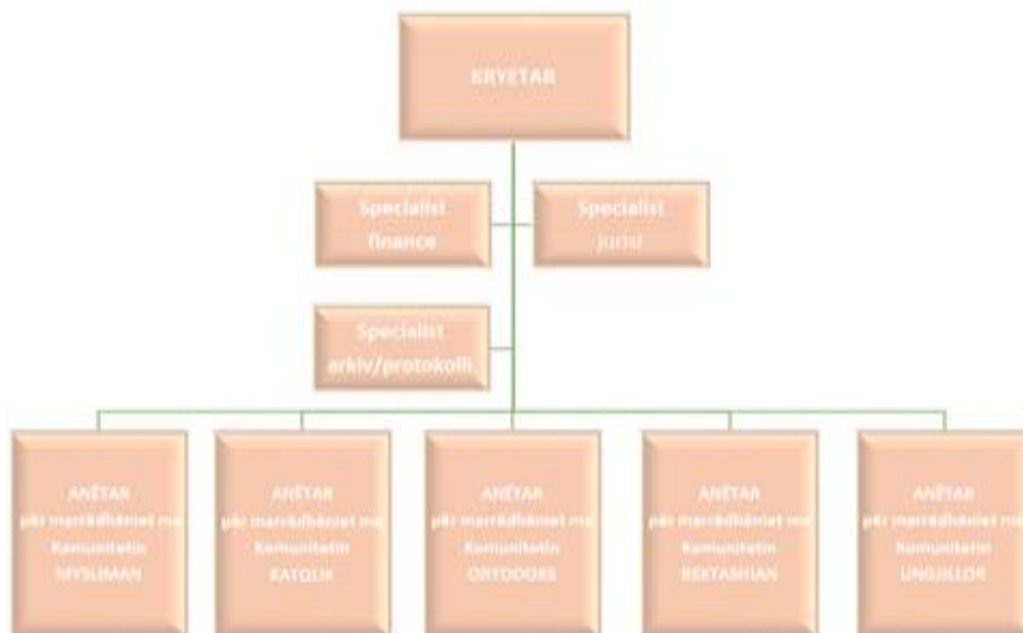 KRYETAR
Specialist
finance
Specialist
Jurist
Specialist
arkiv/protokolli
ANËTAR
për marrëdhëniet me
Komunitetin
MYSLIMAN
ANËTAR
për marrëdhëniet me
Komunitetin
KATOLIK
ANËTAR
për marrëdhëniet me
Komunitetin
ORTODOKS
ANËTAR
për marrëdhëniet me
Komunitetin
BEKTASHIAN
ANËTAR
për marrëdhëniet me
Komunitetin
UNGJILLOR